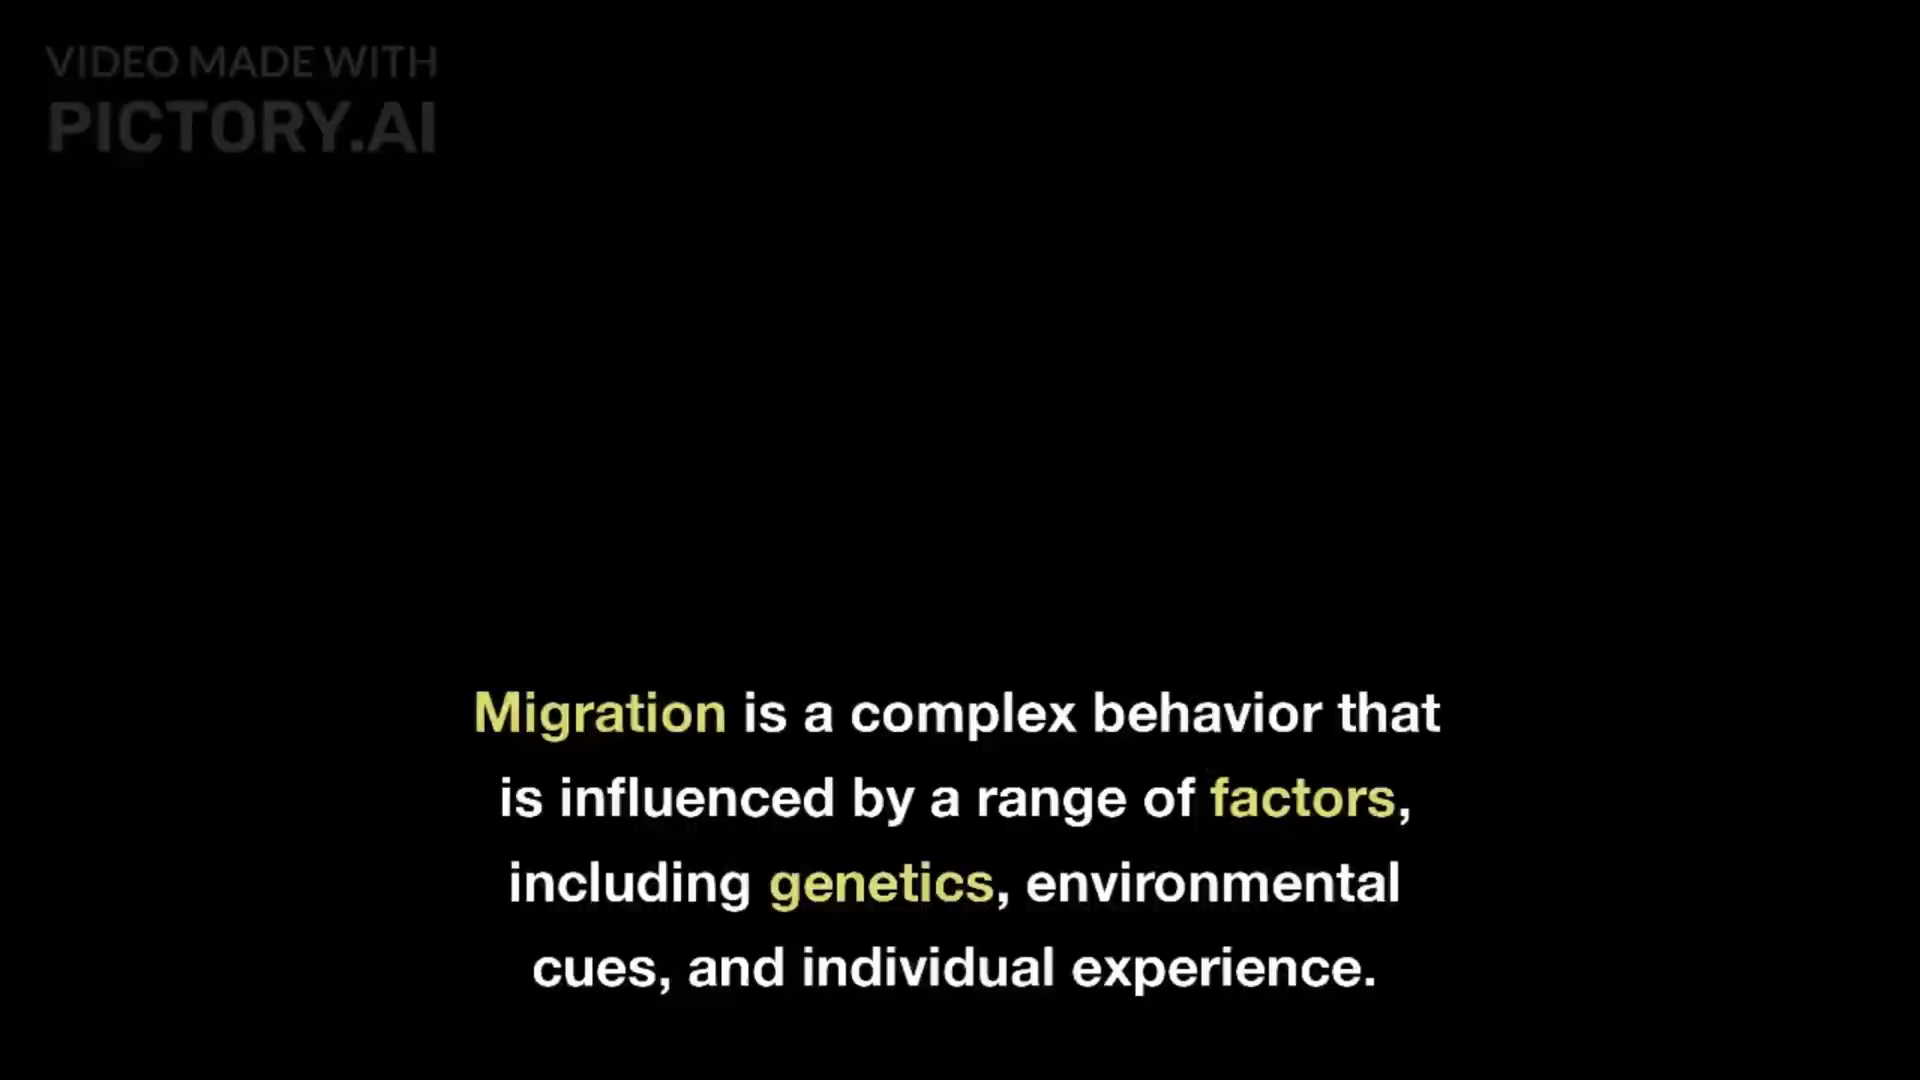 VIDEO MADE WITH
PICTORY.AI
Migration is a complex behavior that
is influenced by a range of factors,
including genetics, environmental
cues, and individual experience.